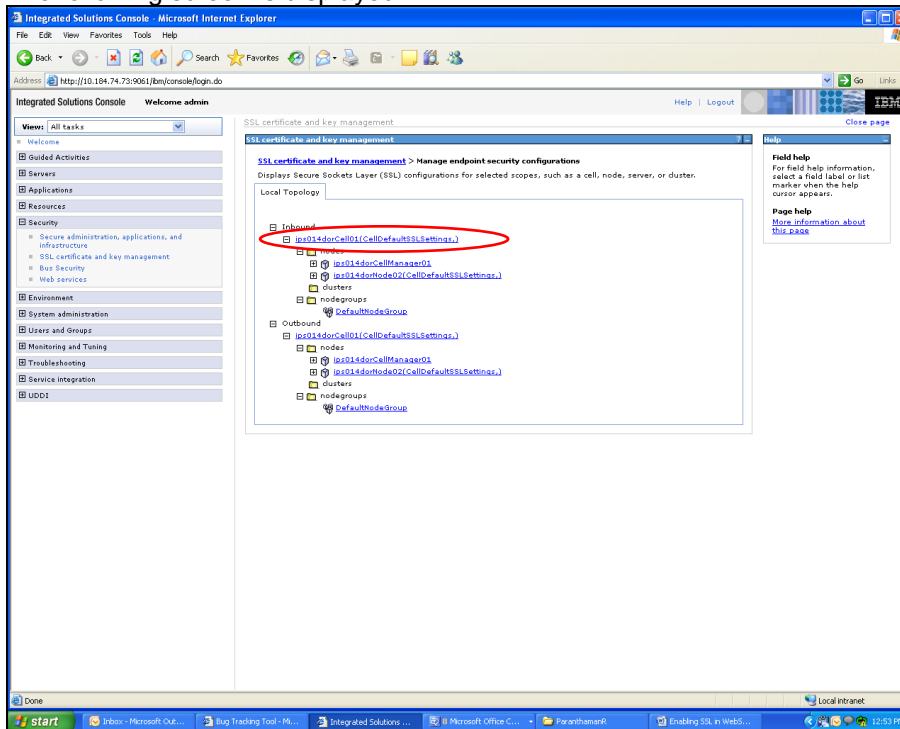 Integrated Solutions Console - Microsoft Internet Explorer
File Edit View Favorites Tools Help
Back Search Favorites
Address http://10.184.74.73:9061/ibm/console/login.do Go Links
Integrated Solutions Console Welcome admin Help | Logout IBM
View: All tasks
Welcome
Guided Activities
Servers
Applications
Resources
Security
Secure administration, applications, and
infrastructure
SSL certificate and key management
Bus Security
Web services
Environment
System administration
Users and Groups
Monitoring and Tuning
Troubleshooting
Service integration
UDDI
SSL certificate and key management Close page
SSL certificate and key management ? -
SSL certificate and key management > Manage endpoint security configurations
Displays Secure Sockets Layer (SSL) configurations for selected scopes, such as a cell, node, server, or cluster.
Local Topology
Inbound
ips014dorCell01(CellDefaultSSLSettings,)
nodes
ips014dorCellManager01
ips014dorNode02(CellDefaultSSLSettings,)
clusters
nodegroups
DefaultNodeGroup
Outbound
ips014dorCell01(CellDefaultSSLSettings,)
nodes
ips014dorCellManager01
ips014dorNode02(CellDefaultSSLSettings,)
clusters
nodegroups
DefaultNodeGroup
Help
Field help
For field help information,
select a field label or list
marker when the help
cursor appears.
Page help
More information about
this page
Done Local intranet
start Inbox - Microsoft Out... Bug Tracking Tool - Mi... Integrated Solutions ... 8 Microsoft Office C... ParanthamanR Enabling SSL in WebS... 12:53 PM